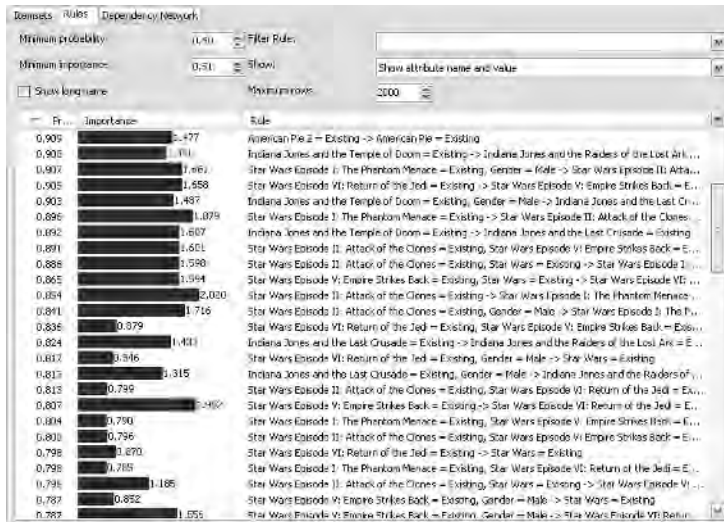 Itemsets Rules Dependency Network
Minimum probability: 0.40 Filter Rule:
Minimum importance: 0.51 Show: Show attribute name and value
Show long name Maximum rows: 2000
Pr... Importance Rule
0.909 1.477 American Pie 2 = Existing -> American Pie = Existing
0.908 Indiana Jones and the Temple of Doom = Existing -> Indiana Jones and the Raiders of the Lost Ark ...
0.907 1.661 Star Wars Episode I: The Phantom Menace = Existing, Gender = Male -> Star Wars Episode II: Atta...
0.905 1.658 Star Wars Episode VI: Return of the Jedi = Existing -> Star Wars Episode V: Empire Strikes Back = E...
0.903 1.487 Indiana Jones and the Temple of Doom = Existing, Gender = Male -> Indiana Jones and the Last Cr...
0.896 1.879 Star Wars Episode I: The Phantom Menace = Existing -> Star Wars Episode II: Attack of the Clones...
0.892 1.607 Indiana Jones and the Temple of Doom = Existing -> Indiana Jones and the Last Crusade = Existing
0.891 1.601 Star Wars Episode II: Attack of the Clones = Existing, Star Wars Episode V: Empire Strikes Back = E...
0.886 1.598 Star Wars Episode II: Attack of the Clones = Existing, Star Wars = Existing -> Star Wars Episode I: ...
0.865 1.594 Star Wars Episode V: Empire Strikes Back = Existing, Star Wars = Existing -> Star Wars Episode VI: ...
0.854 2.020 Star Wars Episode II: Attack of the Clones = Existing -> Star Wars Episode I: The Phantom Menace ...
0.841 1.716 Star Wars Episode II: Attack of the Clones = Existing, Gender = Male -> Star Wars Episode I: The P...
0.836 0.879 Star Wars Episode VI: Return of the Jedi = Existing, Star Wars Episode V: Empire Strikes Back = Exis...
0.824 1.433 Indiana Jones and the Last Crusade = Existing -> Indiana Jones and the Raiders of the Lost Ark = E...
0.817 0.846 Star Wars Episode VI: Return of the Jedi = Existing, Gender = Male -> Star Wars = Existing
0.813 1.315 Indiana Jones and the Last Crusade = Existing, Gender = Male -> Indiana Jones and the Raiders of ...
0.813 0.799 Star Wars Episode II: Attack of the Clones = Existing, Star Wars Episode VI: Return of the Jedi = Ex...
0.807 Star Wars Episode V: Empire Strikes Back = Existing -> Star Wars Episode VI: Return of the Jedi = E...
0.804 0.790 Star Wars Episode I: The Phantom Menace = Existing, Star Wars Episode V: Empire Strikes Back = E...
0.796 Star Wars Episode II: Attack of the Clones = Existing, Star Wars Episode V: Empire Strikes Back = E...
0.798 0.870 Star Wars Episode VI: Return of the Jedi = Existing -> Star Wars = Existing
0.798 0.785 Star Wars Episode I: The Phantom Menace = Existing, Star Wars Episode VI: Return of the Jedi = E...
0.796 1.185 Star Wars Episode II: Attack of the Clones = Existing, Star Wars = Existing -> Star Wars Episode V: ...
0.787 0.852 Star Wars Episode V: Empire Strikes Back = Existing, Gender = Male -> Star Wars = Existing
0.787 1.555 Star Wars Episode V: Empire Strikes Back = Existing, Gender = Male -> Star Wars Episode VI: Retur...